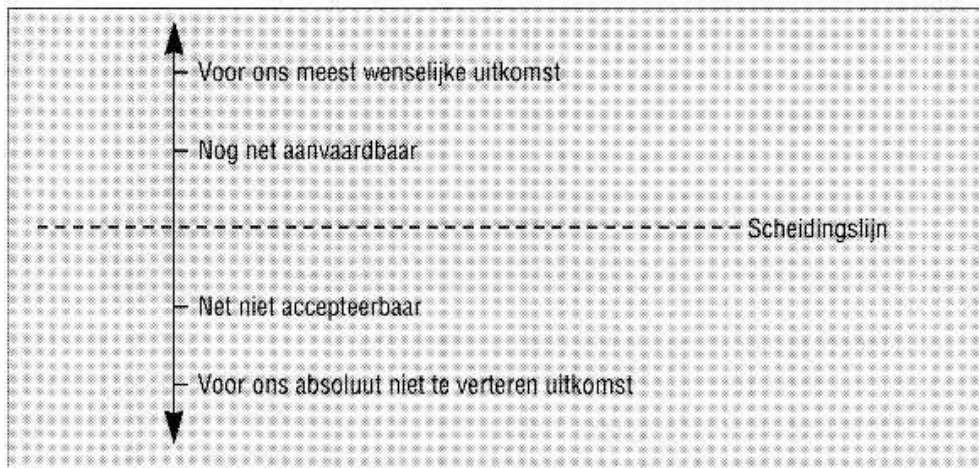 Voor ons meest wenselijke uitkomst
Nog net aanvaardbaar
Scheidingslijn
Net niet accepteerbaar
Voor ons absoluut niet te verteren uitkomst